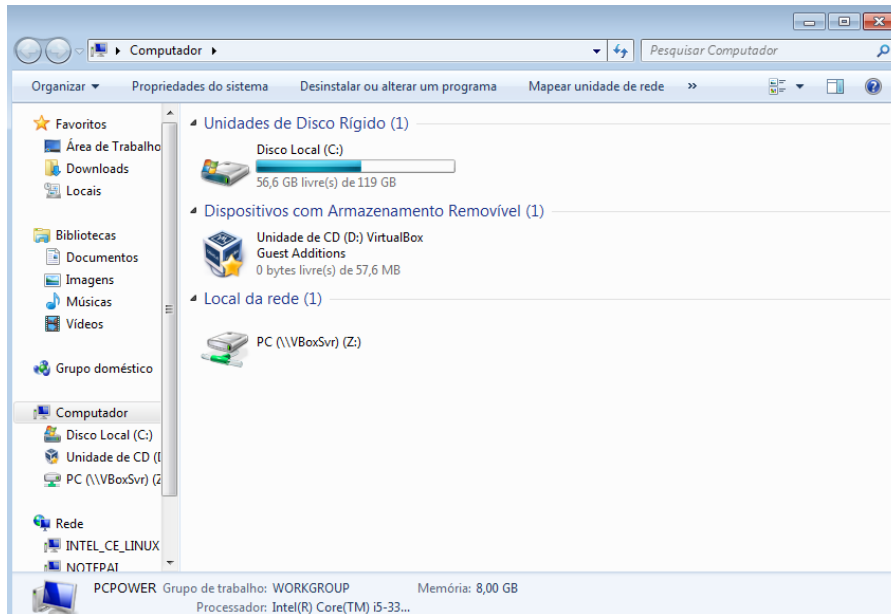 Computador
Pesquisar Computador
Organizar
Propriedades do sistema
Desinstalar ou alterar um programa
Mapear unidade de rede
»
Favoritos
Área de Trabalho
Downloads
Locais
Bibliotecas
Documentos
Imagens
Músicas
Vídeos
Grupo doméstico
Computador
Disco Local (C:)
Unidade de CD (
PC (\\VBoxSvr) (Z
Rede
INTEL_CE_LINUX
NOTEPAI
Unidades de Disco Rígido (1)
Disco Local (C:)
56,6 GB livre(s) de 119 GB
Dispositivos com Armazenamento Removível (1)
Unidade de CD (D:) VirtualBox
Guest Additions
0 bytes livre(s) de 57,6 MB
Local da rede (1)
PC (\\VBoxSvr) (Z:)
PCPOWER Grupo de trabalho: WORKGROUP Memória: 8,00 GB
Processador: Intel(R) Core(TM) i5-33...